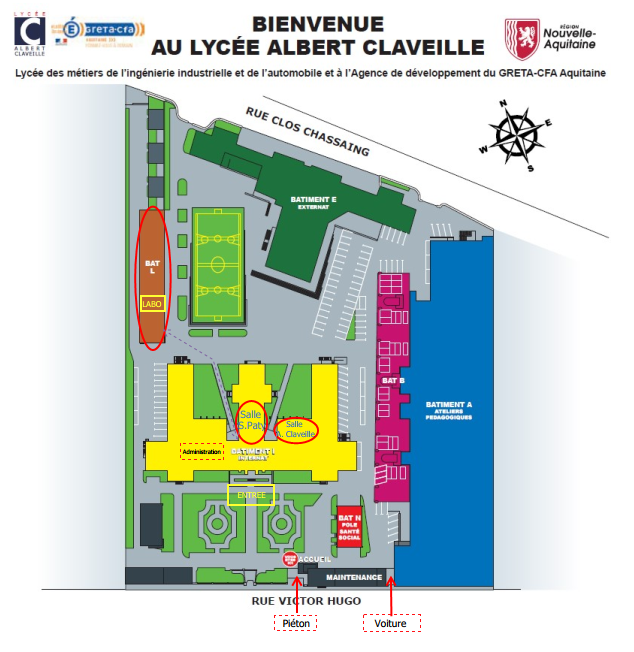 LYCÉE
ALBERT
CLAVEILLE
Greta-cfa
AQUITAINE
BIENVENUE
AU LYCÉE ALBERT CLAVEILLE
RÉGION
Nouvelle-
Aquitaine
Lycée des métiers de l'ingénierie industrielle et de l'automobile et à l'Agence de développement du GRETA-CFA Aquitaine
RUE CLOS CHASSAING
N
E
S
W
BATIMENT E
EXTERNAT
BAT
L
LABO
BAT B
BATIMENT A
ATELIERS
PEDAGOGIQUES
Salle
S.Paty
Salle
A. Claveille
Administration
BATIMENT I
INTERNAT
ENTREE
BAT N
POLE
SANTÉ
SOCIAL
ACCUEIL
MAINTENANCE
RUE VICTOR HUGO
Piéton
Voiture